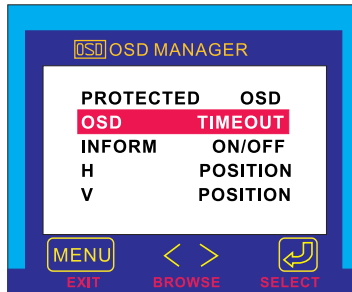 OSD OSD MANAGER
PROTECTED OSD
OSD TIMEOUT
INFORM ON/OFF
H POSITION
V POSITION
MENU < >
EXIT BROWSE SELECT